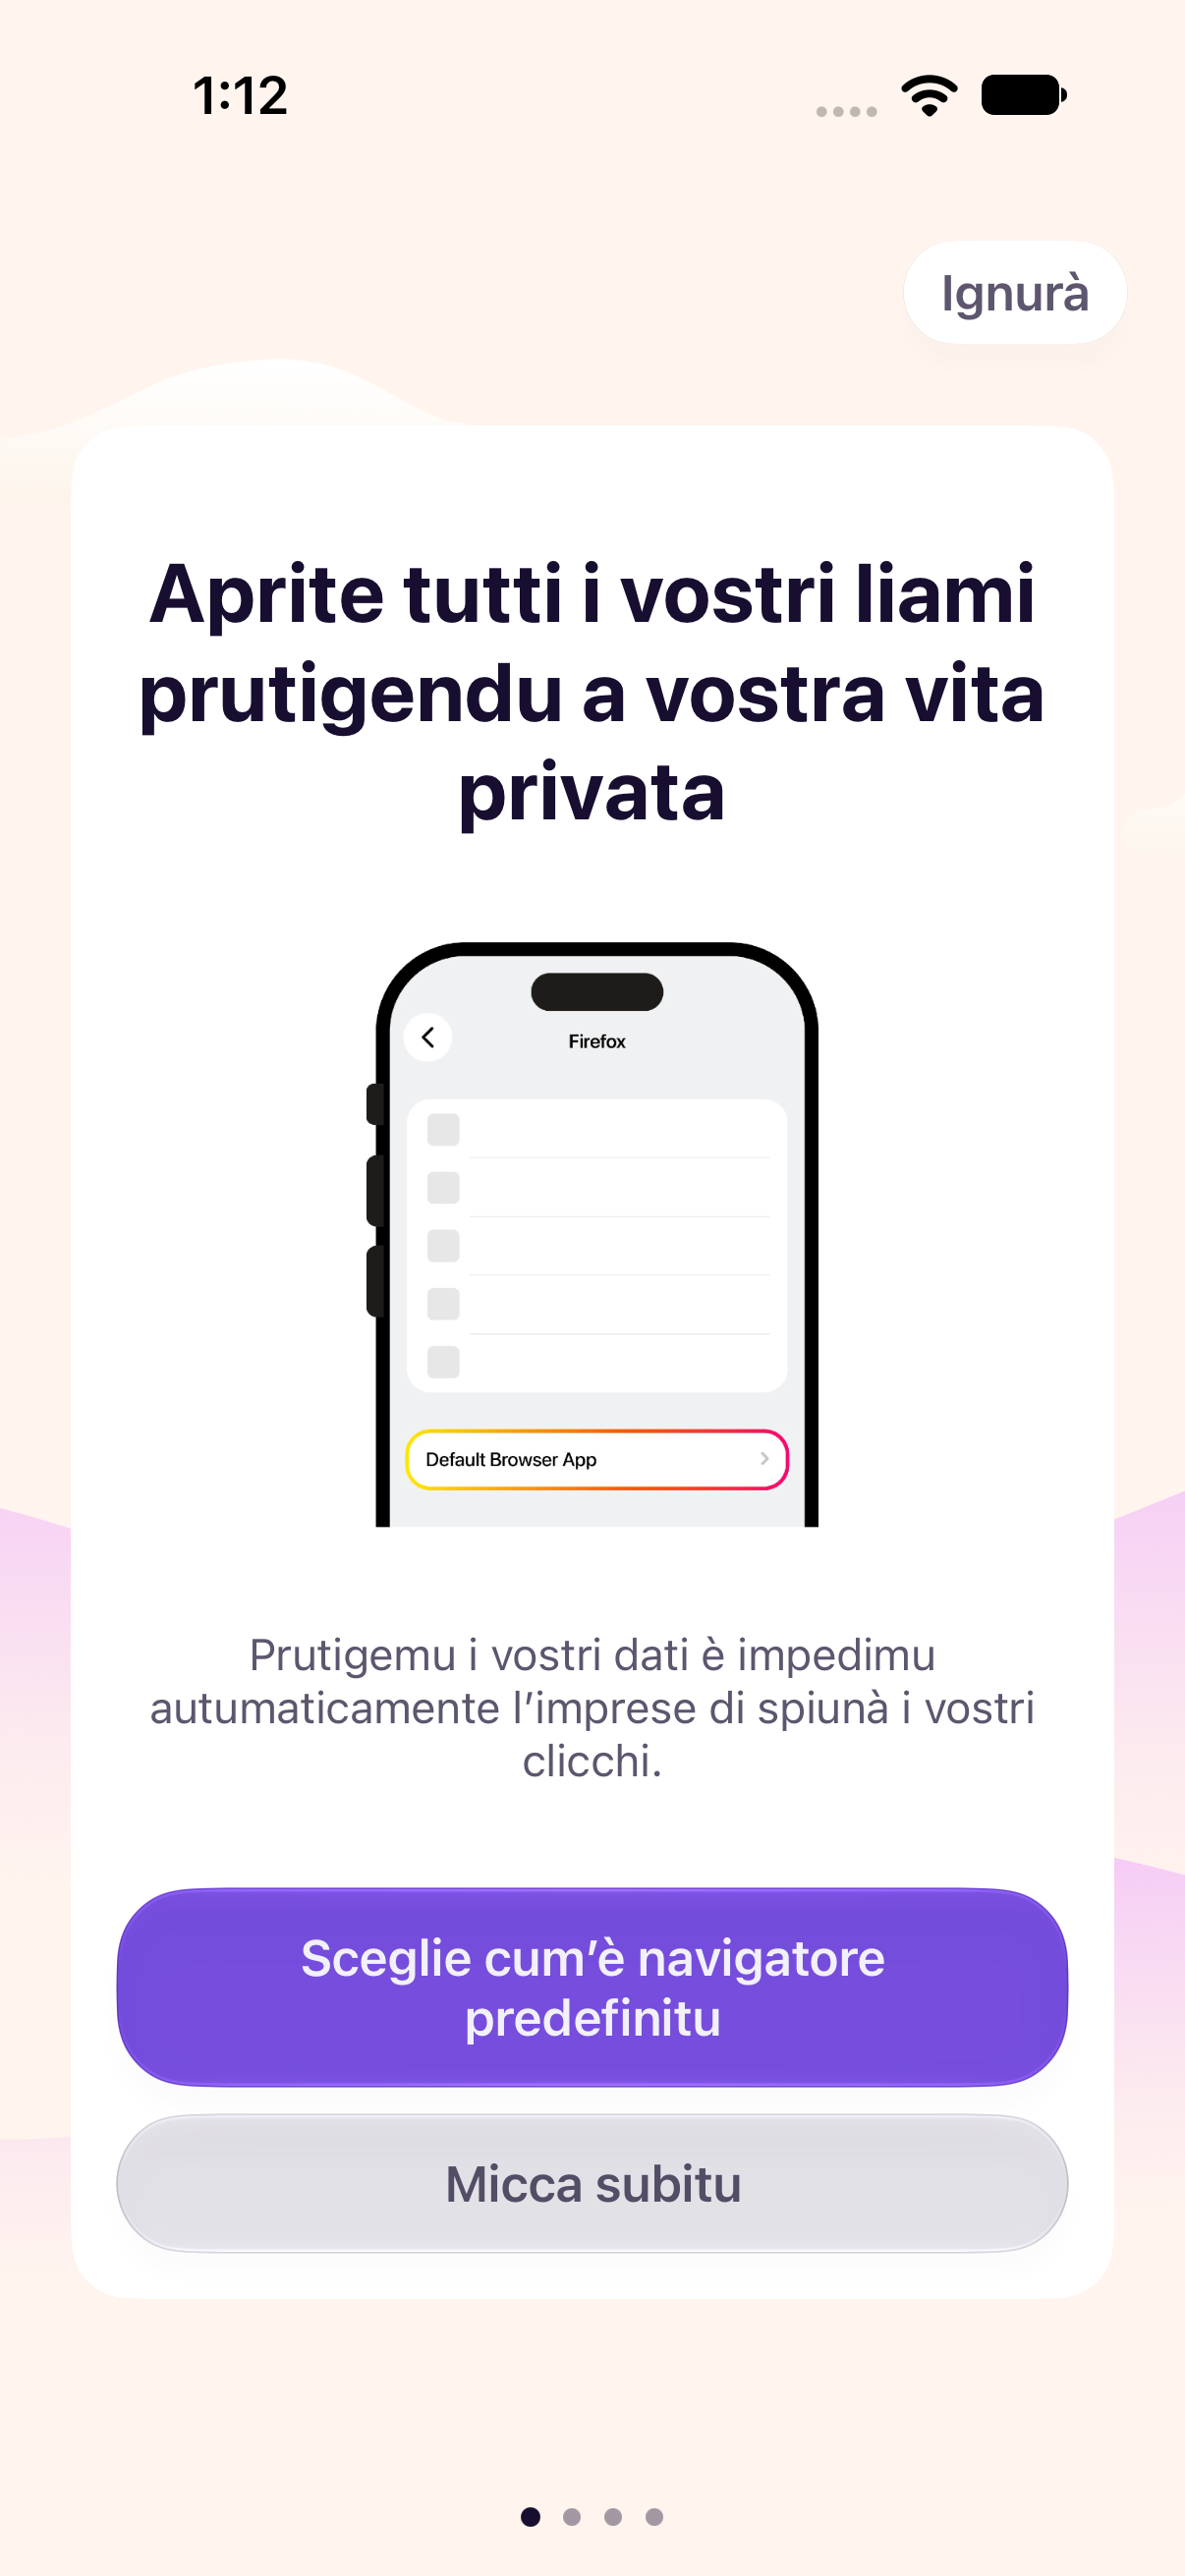 1:12
Ignurà
Aprite tutti i vostri liami
prutigendu a vostra vita
privata
Firefox
Default Browser App
Prutigemu i vostri dati è impedimu
autumaticamente l’imprese di spiunà i vostri
clicchi.
Sceglie cum’è navigatore
predefinitu
Micca subitu